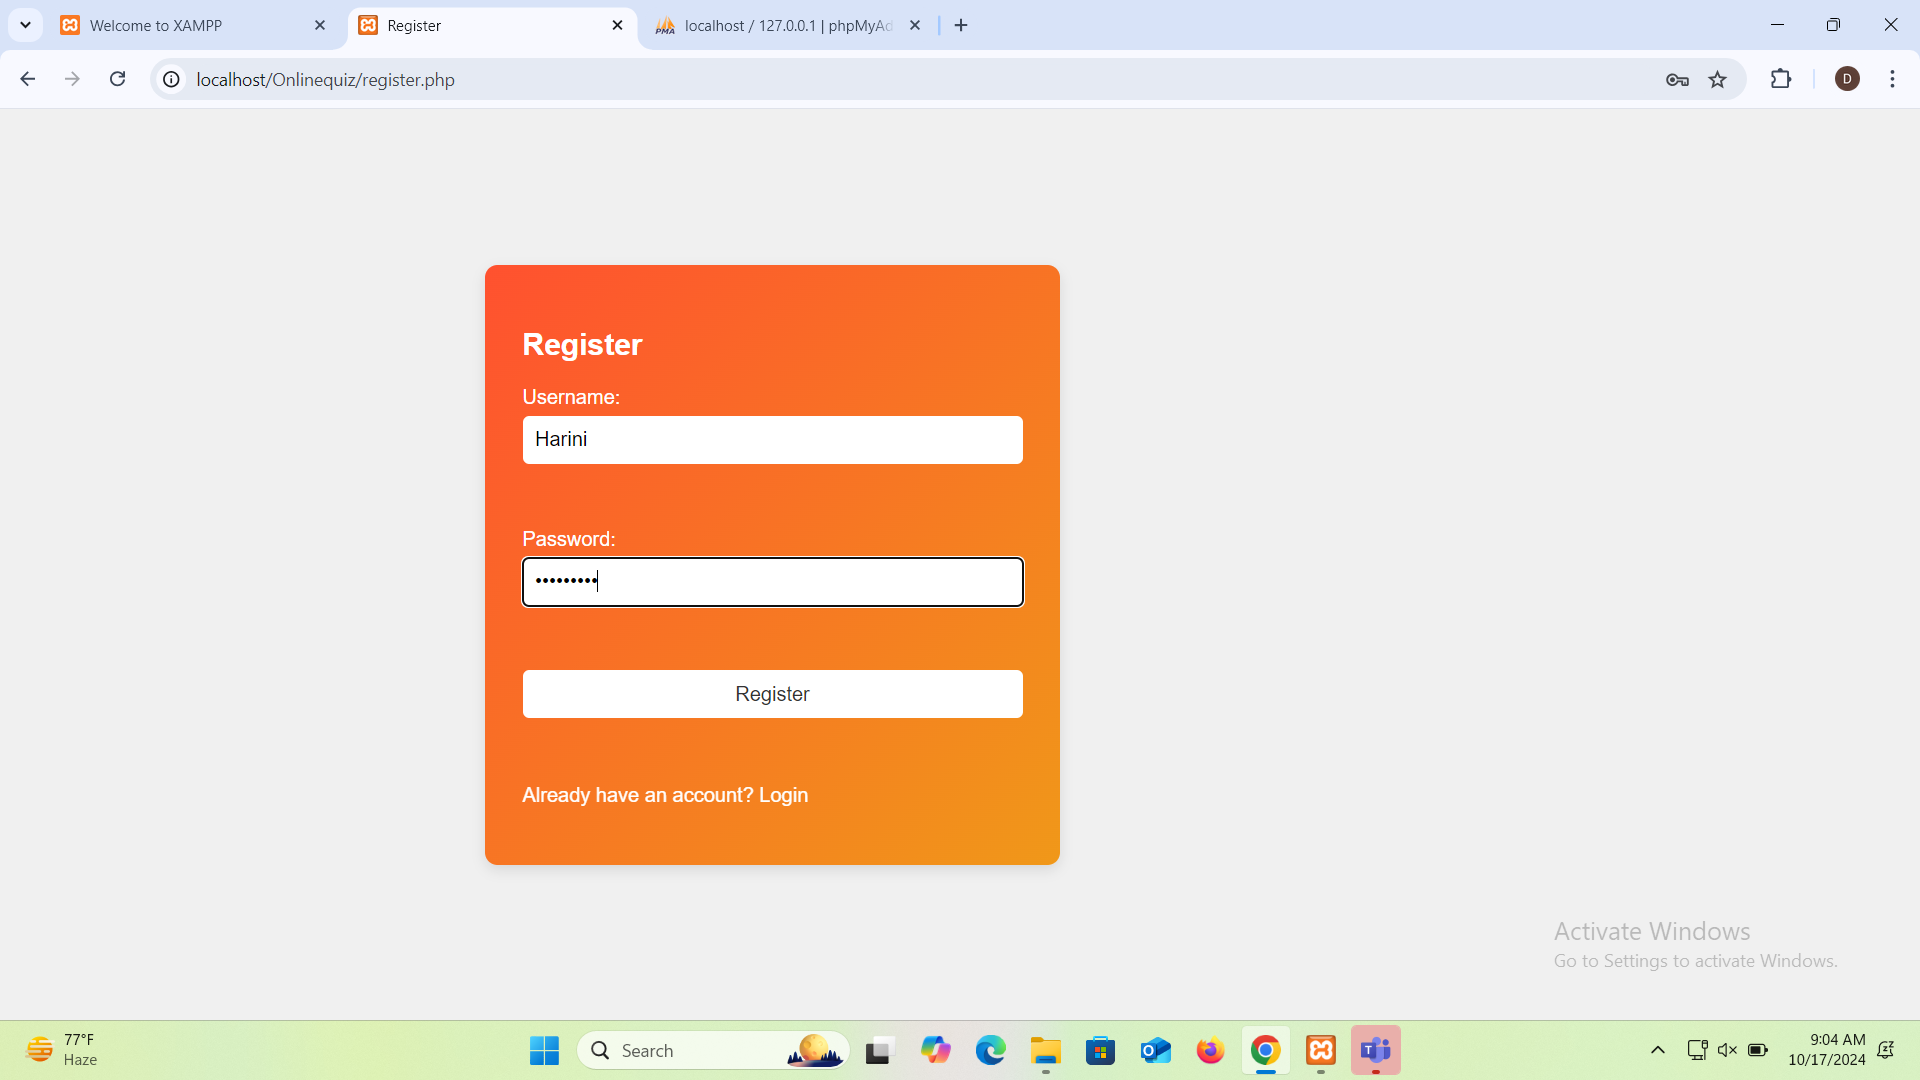 Welcome to XAMPP
Register
localhost / 127.0.0.1 | phpMyAd
localhost/Onlinequiz/register.php
D
Register
Username:
Harini
Password:
•••••••••
Register
Already have an account? Login
Activate Windows
Go to Settings to activate Windows.
77°F
Haze
Search
9:04 AM
10/17/2024